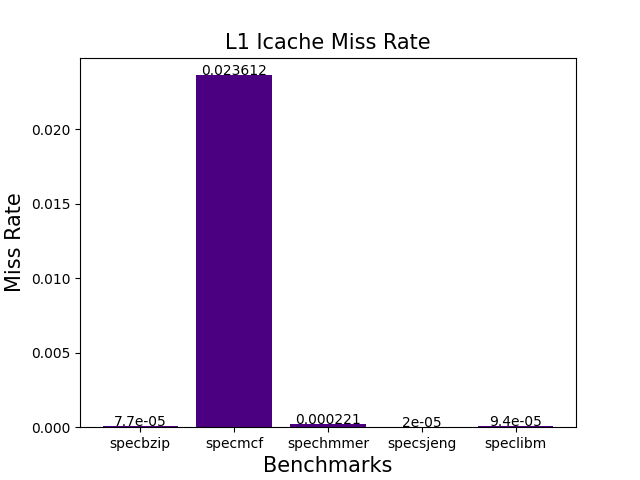 L1 Icache Miss Rate
0.023612
0.020
0.015
0.010
0.005
0.000
Miss Rate
7.7e-05
0.000221
2e-05
9.4e-05
specbzip specmcf spechmmer specsjeng speclibm
Benchmarks